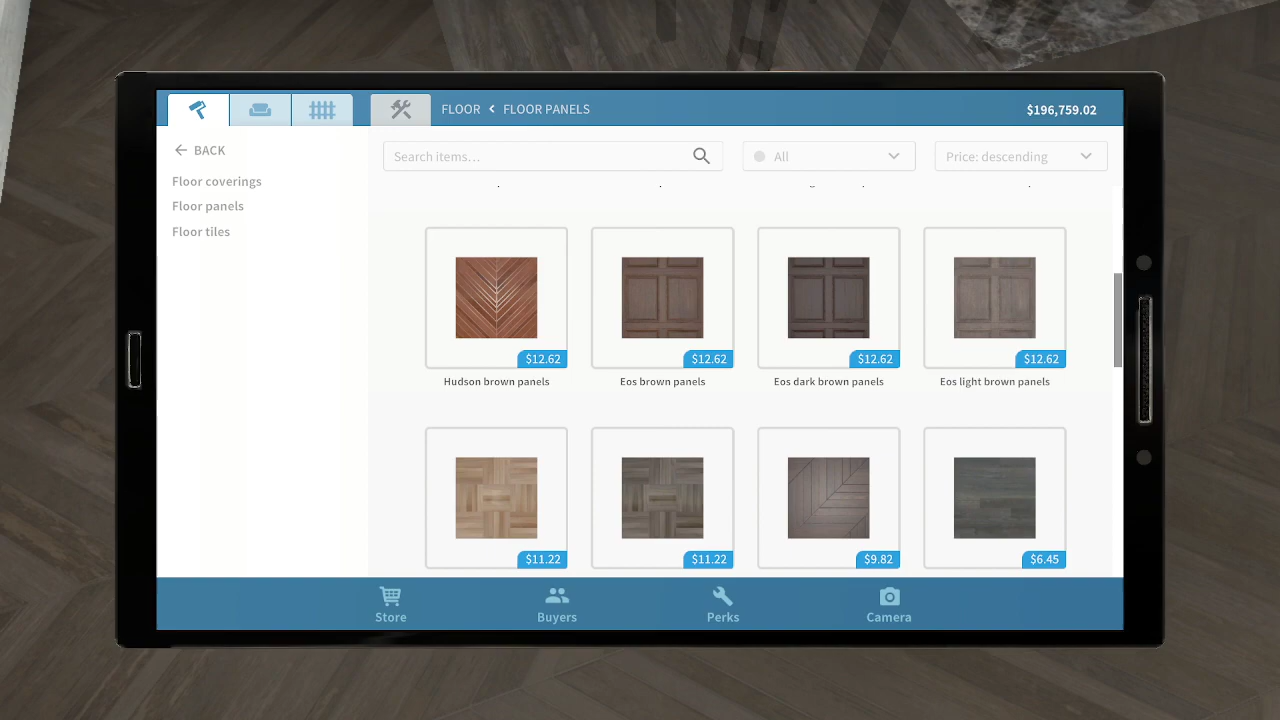 FLOOR < FLOOR PANELS
$196,759.02
BACK
Search items...
All
Price: descending
Floor coverings
Floor panels
Floor tiles
$12.62
$12.62
$12.62
$12.62
Hudson brown panels
Eos brown panels
Eos dark brown panels
Eos light brown panels
$11.22
$11.22
$9.82
$6.45
Store
Buyers
Perks
Camera